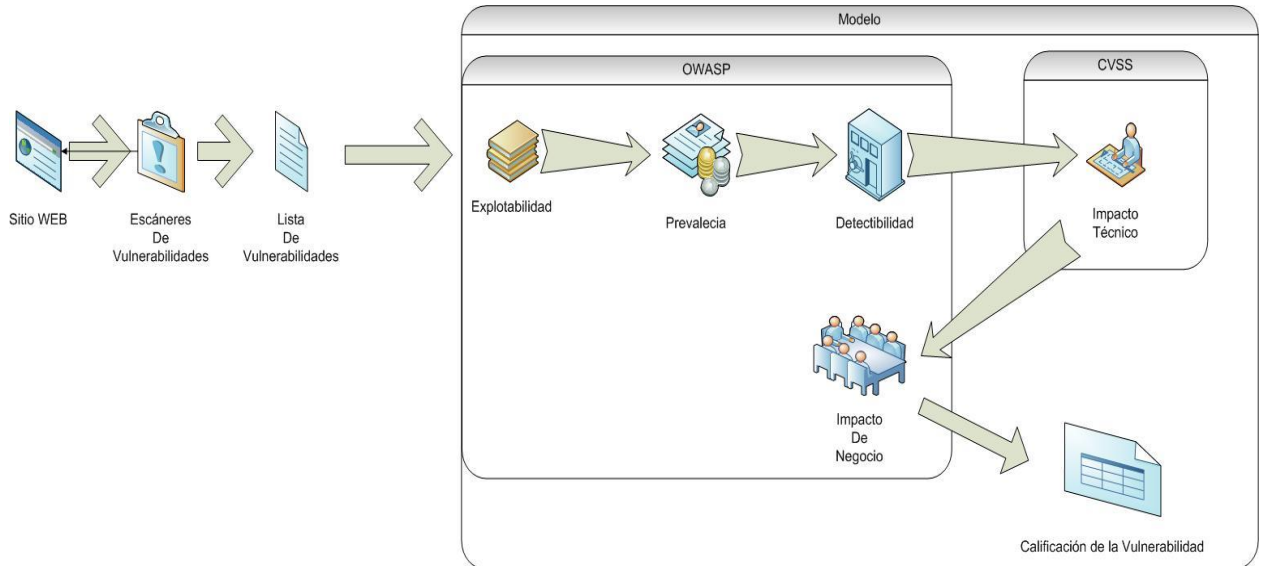 Modelo
OWASP
CVSS
Sitio WEB
Escáneres
De
Vulnerabilidades
Lista
De
Vulnerabilidades
Explotabilidad
Prevalecia
Detectibilidad
Impacto
Técnico
Impacto
De
Negocio
Calificación de la Vulnerabilidad